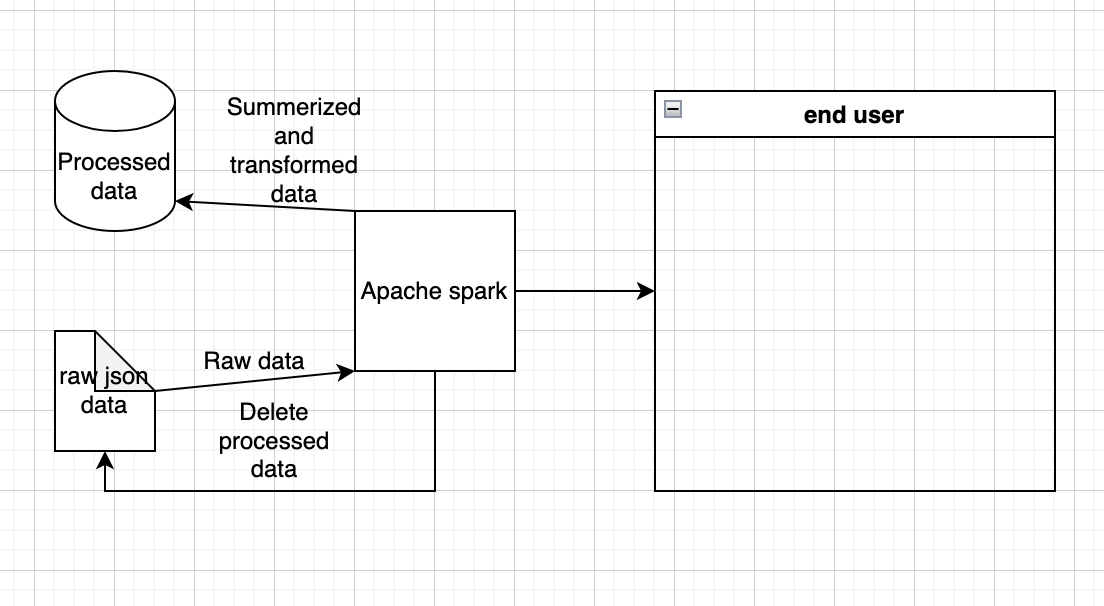 Processed
data
Summerized
and
transformed
data
end user
Apache spark
raw json
data
Raw data
Delete
processed
data